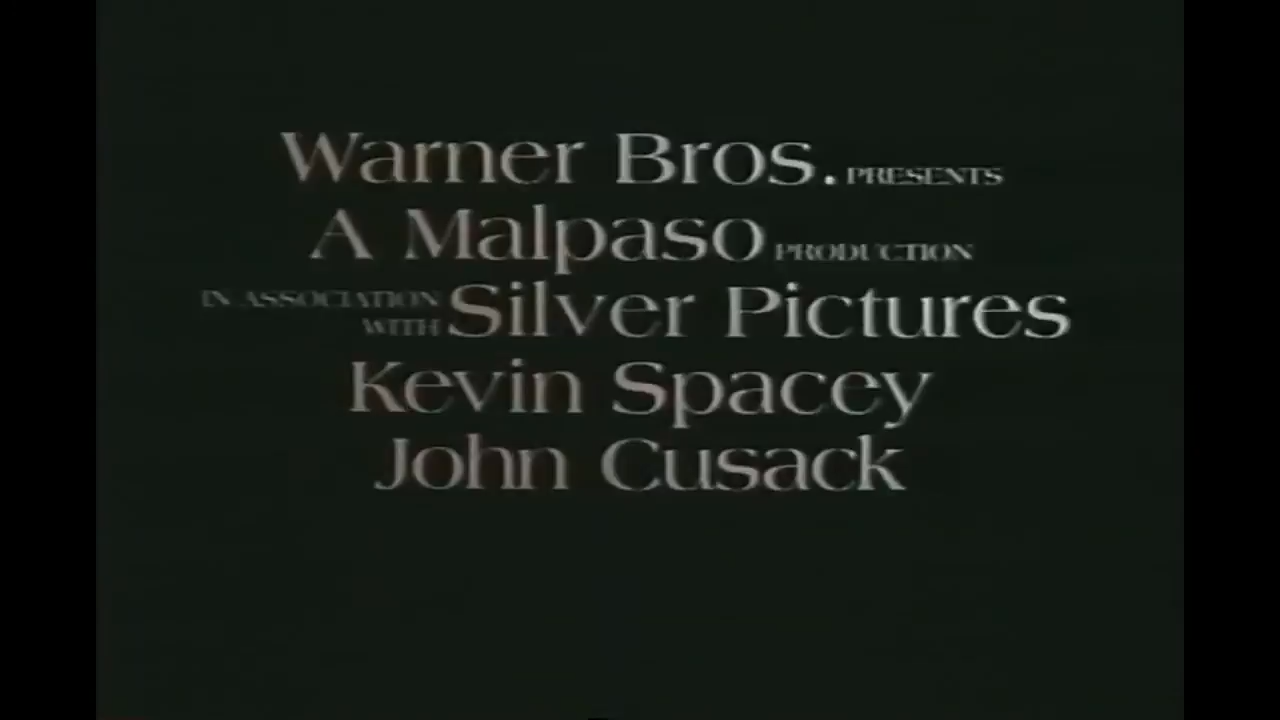 Warner Bros. PRESENTS
A Malpaso PRODUCTION
IN ASSOCIATION WITH Silver Pictures
Kevin Spacey
John Cusack